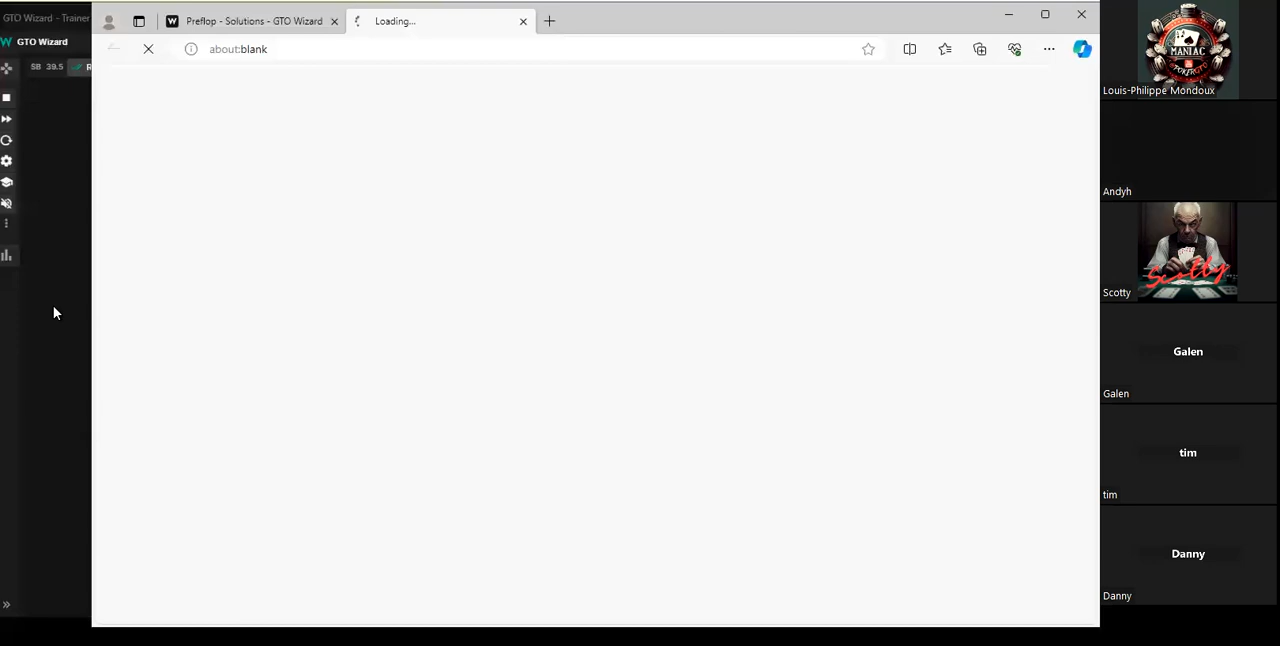 GTO Wizard - Trainer
GTO Wizard
SB 39.5 R
Preflop - Solutions - GTO Wizard
Loading...
about:blank
MANIAC
POKERGTO
Louis-Philippe Mondoux
Andyh
Scotty
Scotty
Galen
Galen
tim
tim
Danny
Danny